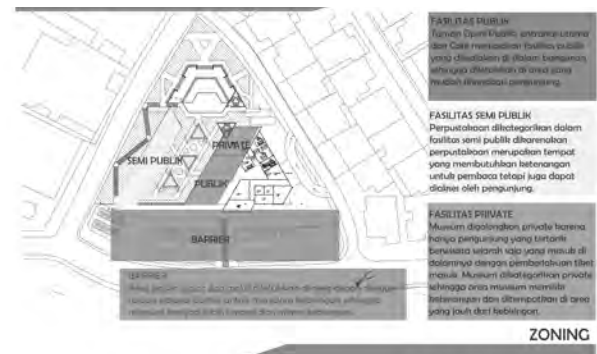 PRIVATE
SEMI PUBLIK
PUBLIK
BARRIER
BARRIER
FASILITAS PUBLIK
Taman Open Public, entrance utama
dan Cafe merupakan fasilitas publik
yang disediakan di dalam bangunan
sehingga diletakkan di area yang
mudah pengunjung.
FASILITAS SEMI PUBLIK
Perpustakaan dikategorikan dalam
fasilitas semi publik dikarenakan
perpustakaan merupakan tempat
yang membutuhkan ketenangan
untuk pembaca tetapi juga dapat
diakses oleh pengunjung.
FASILITAS PRIVATE
Museum digolongkan private karena
hanya pengunjung yang tertarik
berwisata sejarah saja yang masuk di
dalamnya dengan pemberlakuan tiket
masuk. Museum dikategorikan private
sehingga area museum memiliki
ketenangan dan ditempatkan di area
yang jauh dari kebisingan.
ZONING